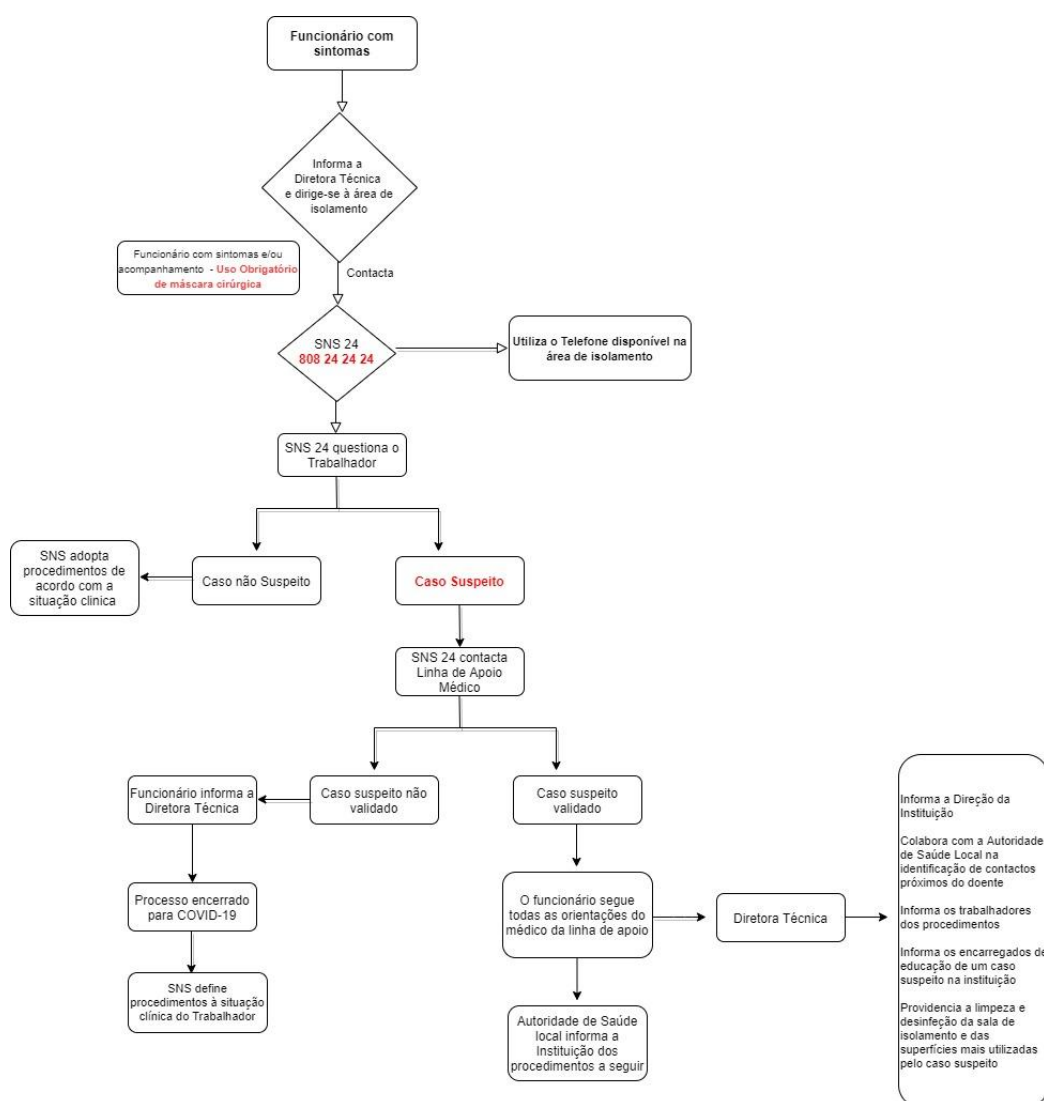 Funcionário com
sintomas
Informa a
Diretora Técnica
e dirige-se à área de
isolamento
Funcionário com sintomas e/ou
acompanhamento - Uso Obrigatório
de máscara cirúrgica
Contacta
SNS 24
808 24 24 24
Utiliza o Telefone disponível na
área de isolamento
SNS 24 questiona o
Trabalhador
SNS adopta
procedimentos de
acordo com a
situação clinica
Caso não Suspeito
Caso Suspeito
SNS 24 contacta
Linha de Apoio
Médico
Funcionário informa a
Diretora Técnica
Caso suspeito não
validado
Caso suspeito
validado
Processo encerrado
para COVID-19
SNS define
procedimentos à situação
clínica do Trabalhador
O funcionário segue
todas as orientações do
médico da linha de apoio
Autoridade de Saúde
local informa a
Instituição dos
procedimentos a seguir
Diretora Técnica
Informa a Direção da
Instituição
Colabora com a Autoridade
de Saúde Local na
identificação de contactos
próximos do doente
Informa os trabalhadores
dos procedimentos
Informa os encarregados de
educação de um caso
suspeito na instituição
Providencia a limpeza e
desinfeção da sala de
isolamento e das
superfícies mais utilizadas
pelo caso suspeito